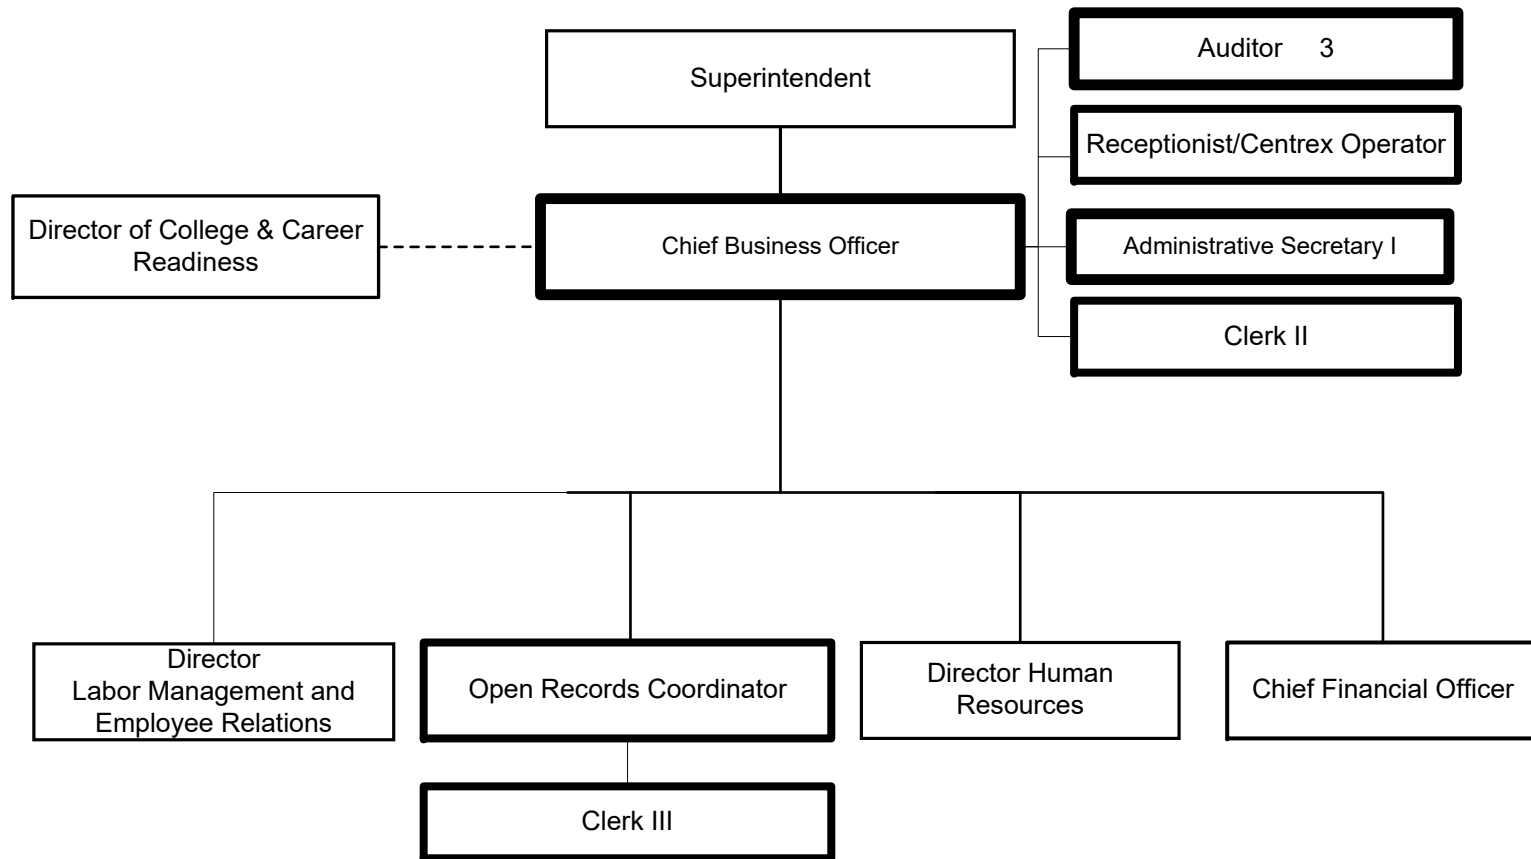 Superintendent
Auditor 3
Receptionist/Centrex Operator
Director of College & Career
Readiness
Chief Business Officer
Administrative Secretary I
Clerk II
Director
Labor Management and
Employee Relations
Open Records Coordinator
Director Human
Resources
Chief Financial Officer
Clerk III